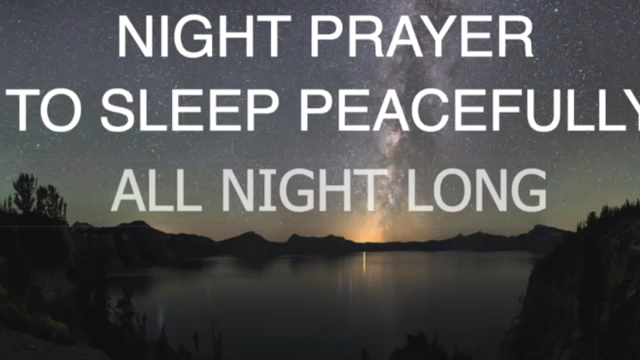 NIGHT PRAYER
TO SLEEP PEACEFULLY
ALL NIGHT LONG